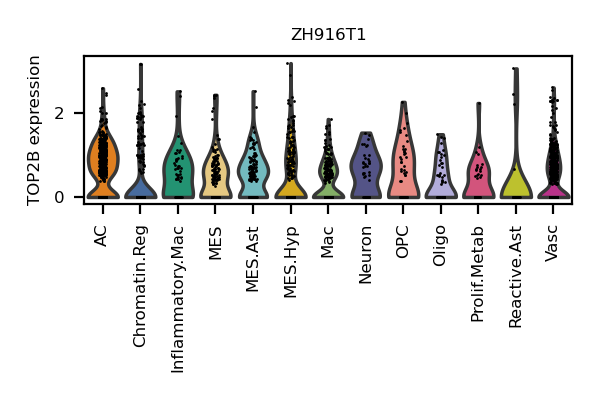 ZH916T1
TOP2B expression
2
0
AC
Chromatin.Reg
Inflammatory.Mac
MES
MES.Ast
MES.Hyp
Mac
Neuron
OPC
Oligo
Prolif.Metab
Reactive.Ast
Vasc